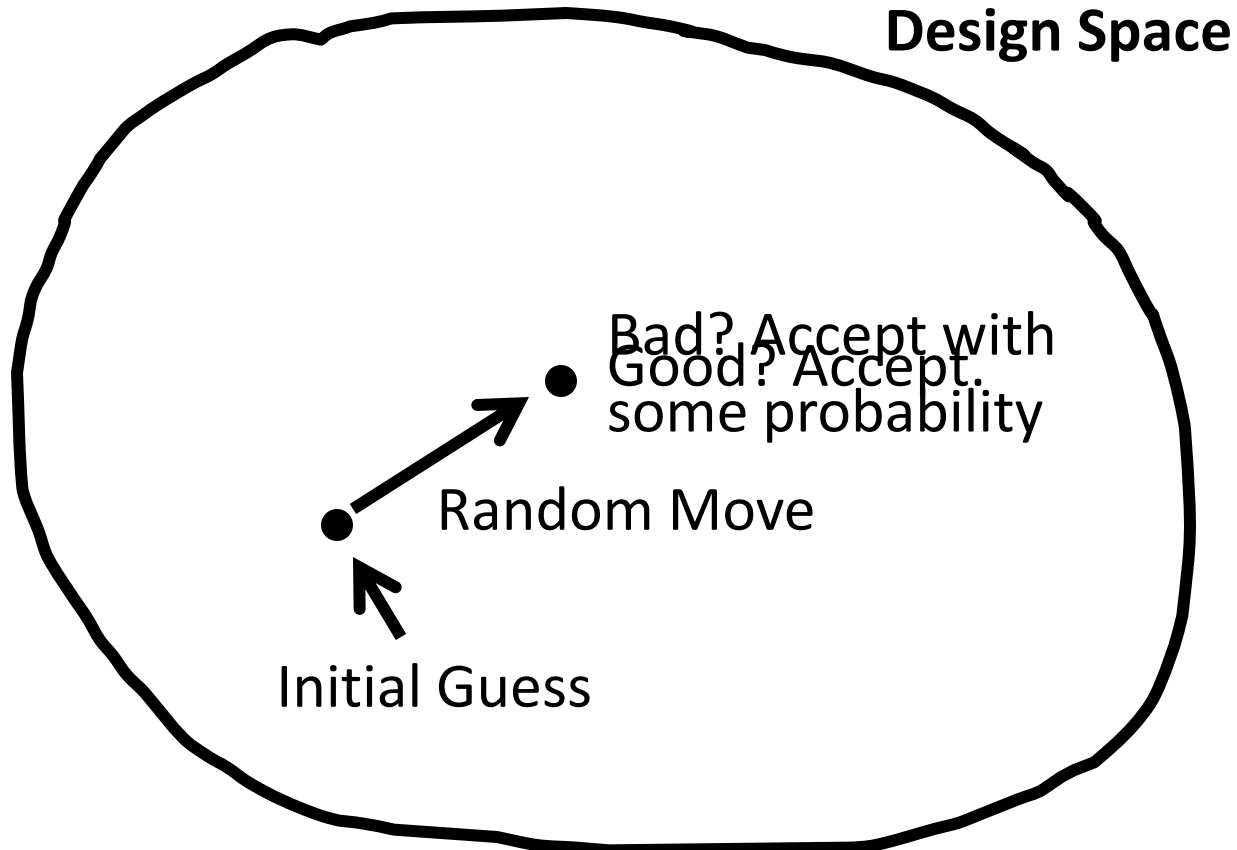 Design Space
Bad? Accept with
Good? Accept.
some probability
Random Move
Initial Guess